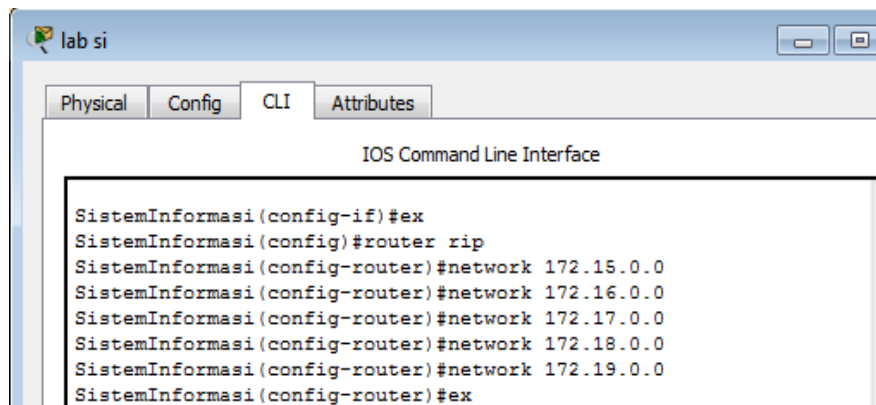 lab si
Physical Config CLI Attributes
IOS Command Line Interface
SistemInformasi(config-if)#ex
SistemInformasi(config)#router rip
SistemInformasi(config-router)#network 172.15.0.0
SistemInformasi(config-router)#network 172.16.0.0
SistemInformasi(config-router)#network 172.17.0.0
SistemInformasi(config-router)#network 172.18.0.0
SistemInformasi(config-router)#network 172.19.0.0
SistemInformasi(config-router)#ex